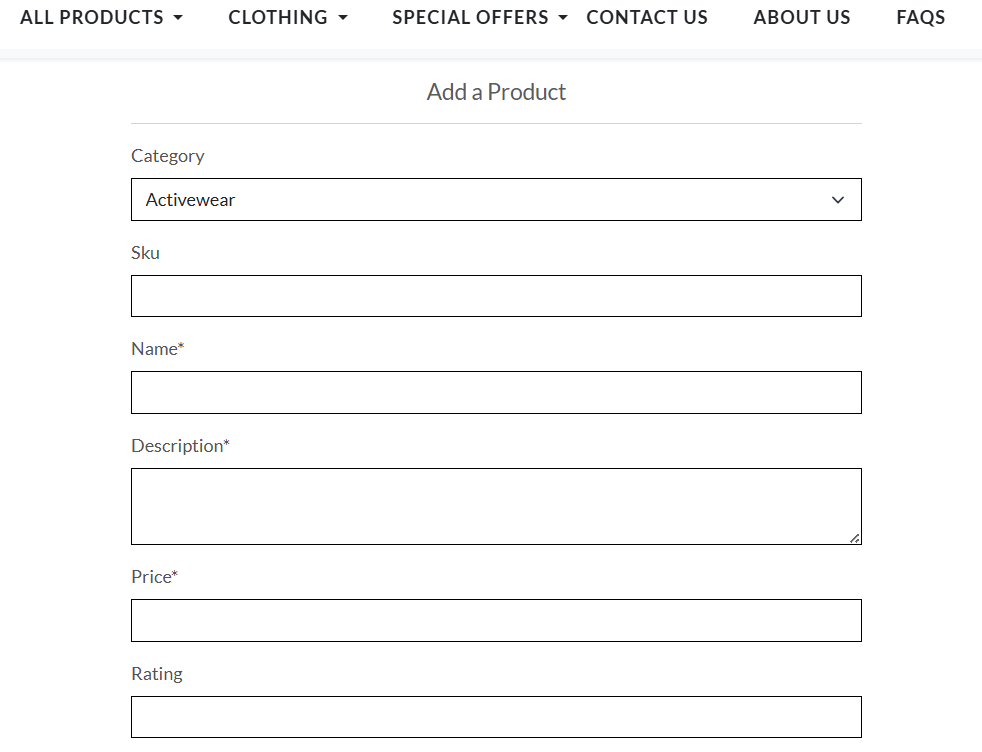 ALL PRODUCTS CLOTHING SPECIAL OFFERS CONTACT US ABOUT US FAQS
Add a Product
Category
Activewear
Sku
Name*
Description*
Price*
Rating